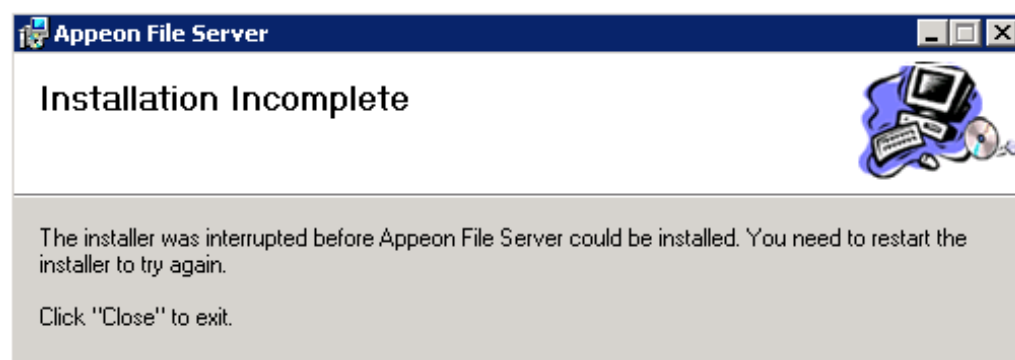 Appeon File Server
Installation Incomplete
The installer was interrupted before Appeon File Server could be installed. You need to restart the
installer to try again.
Click "Close" to exit.